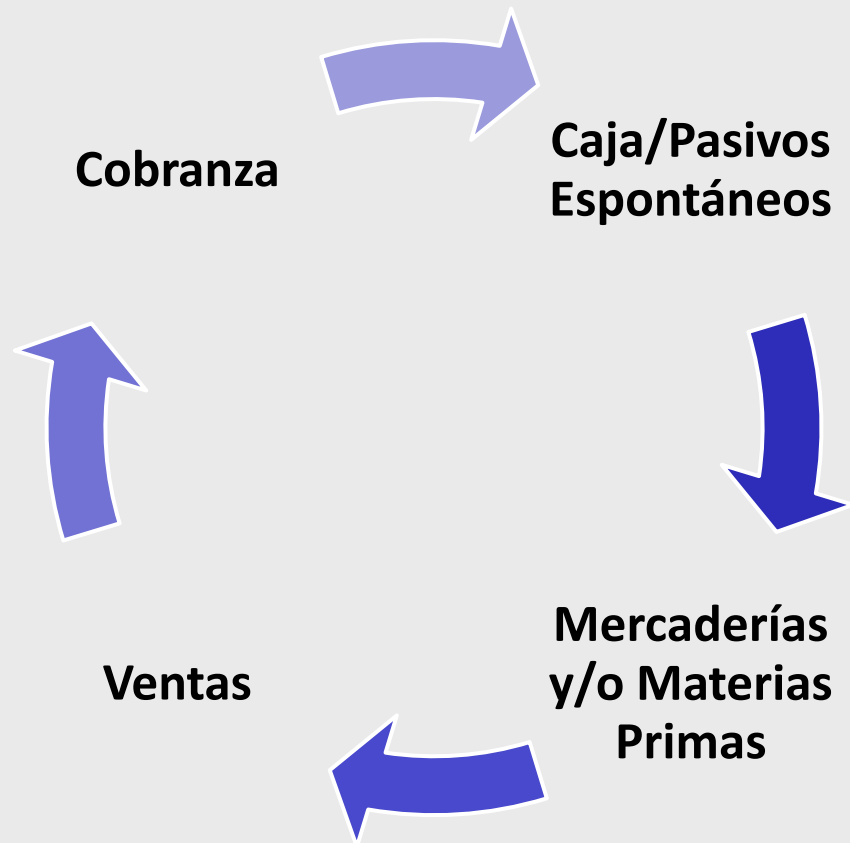 Cobranza
Caja/Pasivos
Espontáneos
Ventas
Mercaderías
y/o Materias
Primas